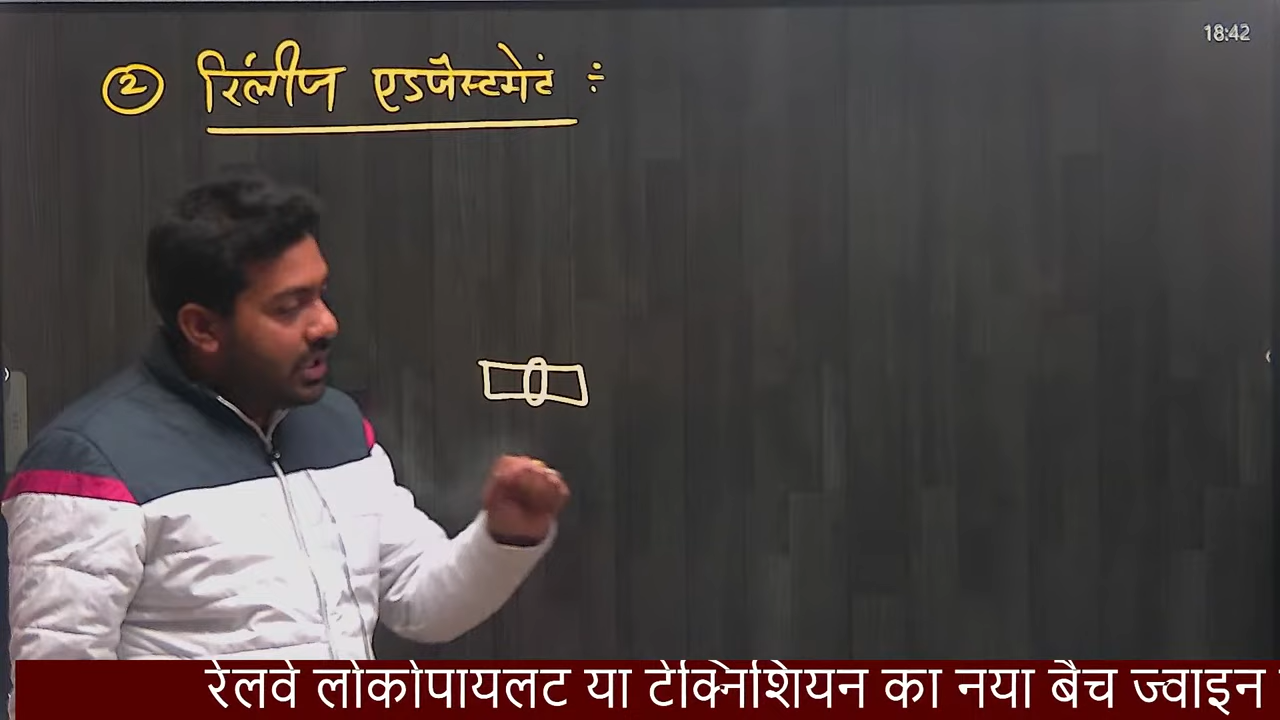 18:42
② रिलीज एडजेस्टमेटं ÷
रेलवे लोकोपायलट या टेक्निशियन का नया बैच ज्वाइन